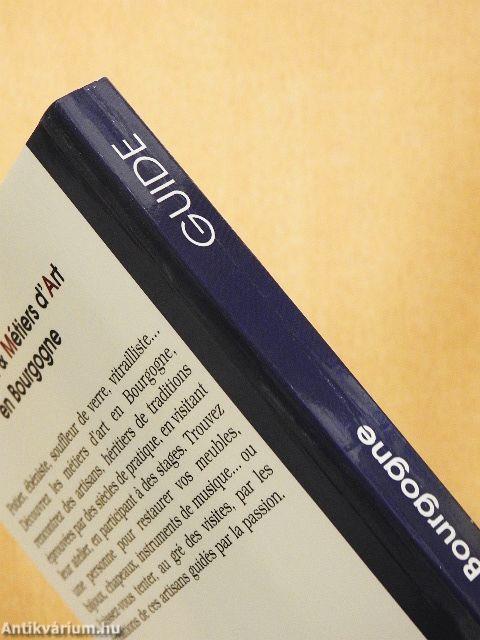 GUIDE
Bourgogne
& Métiers d'Art
en Bourgogne
Potier, ébéniste, souffleur de verre, vitrailliste...
Découvrez les métiers d'art en Bourgogne,
rencontrez des artisans, héritiers de traditions
éprouvées par des siècles de pratique, en visitant
leur atelier, en participant à des stages. Trouvez
une personne pour restaurer vos meubles,
bijoux, chapeaux, instruments de musique... ou
-vous tenter, au gré des visites, par les
de ces artisans guidés par la passion.
Antikvárium.hu